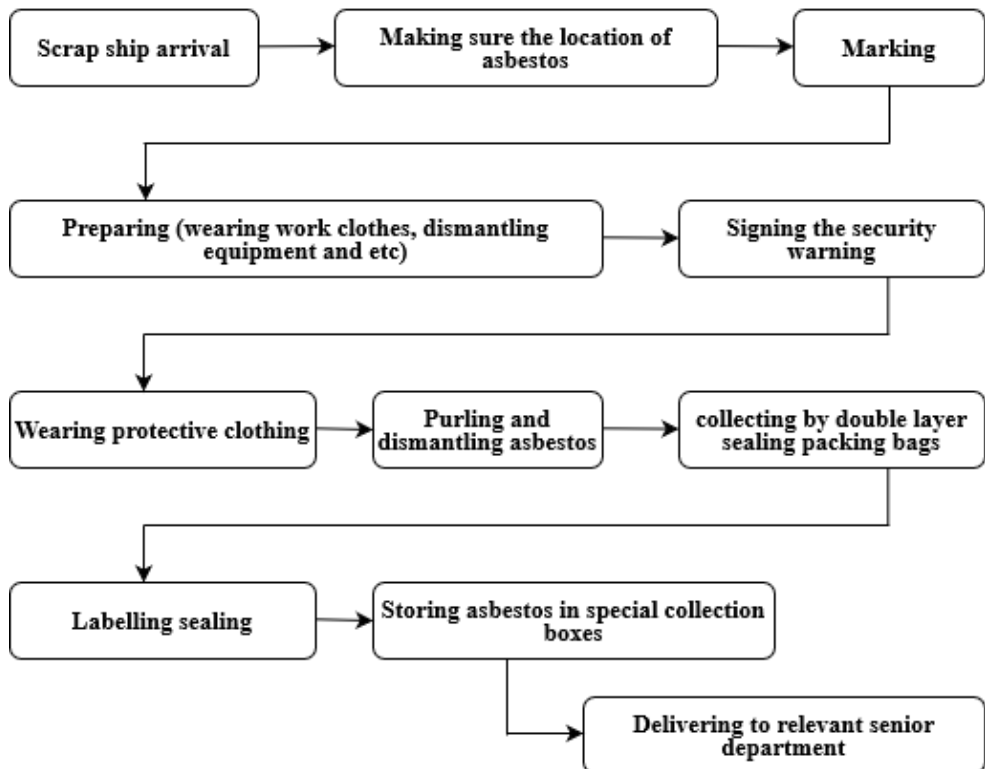 Scrap ship arrival
Making sure the location of
asbestos
Marking
Preparing (wearing work clothes, dismantling
equipment and etc)
Signing the security
warning
Wearing protective clothing
Purling and
dismantling asbestos
collecting by double layer
sealing packing bags
Labelling sealing
Storing asbestos in special collection
boxes
Delivering to relevant senior
department